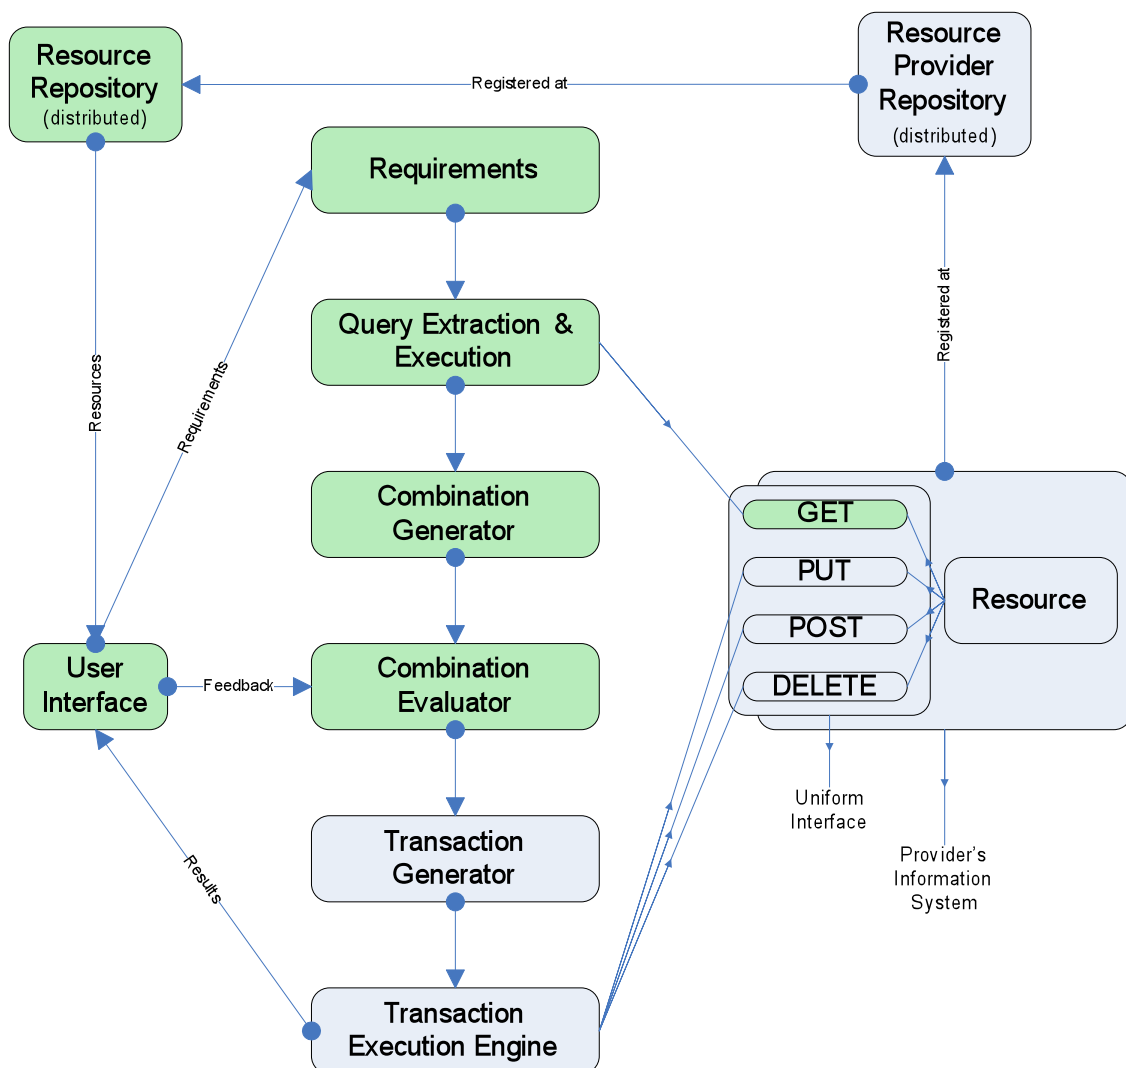 Resource
Repository
(distributed)
Resource
Provider
Repository
(distributed)
Registered at
Requirements
Registered at
Query Extraction &
Execution
Resources
Requirements
Combination
Generator
GET
PUT
POST
DELETE
Resource
User
Interface
Feedback
Combination
Evaluator
Uniform
Interface
Transaction
Generator
Provider's
Information
System
Results
Transaction
Execution Engine